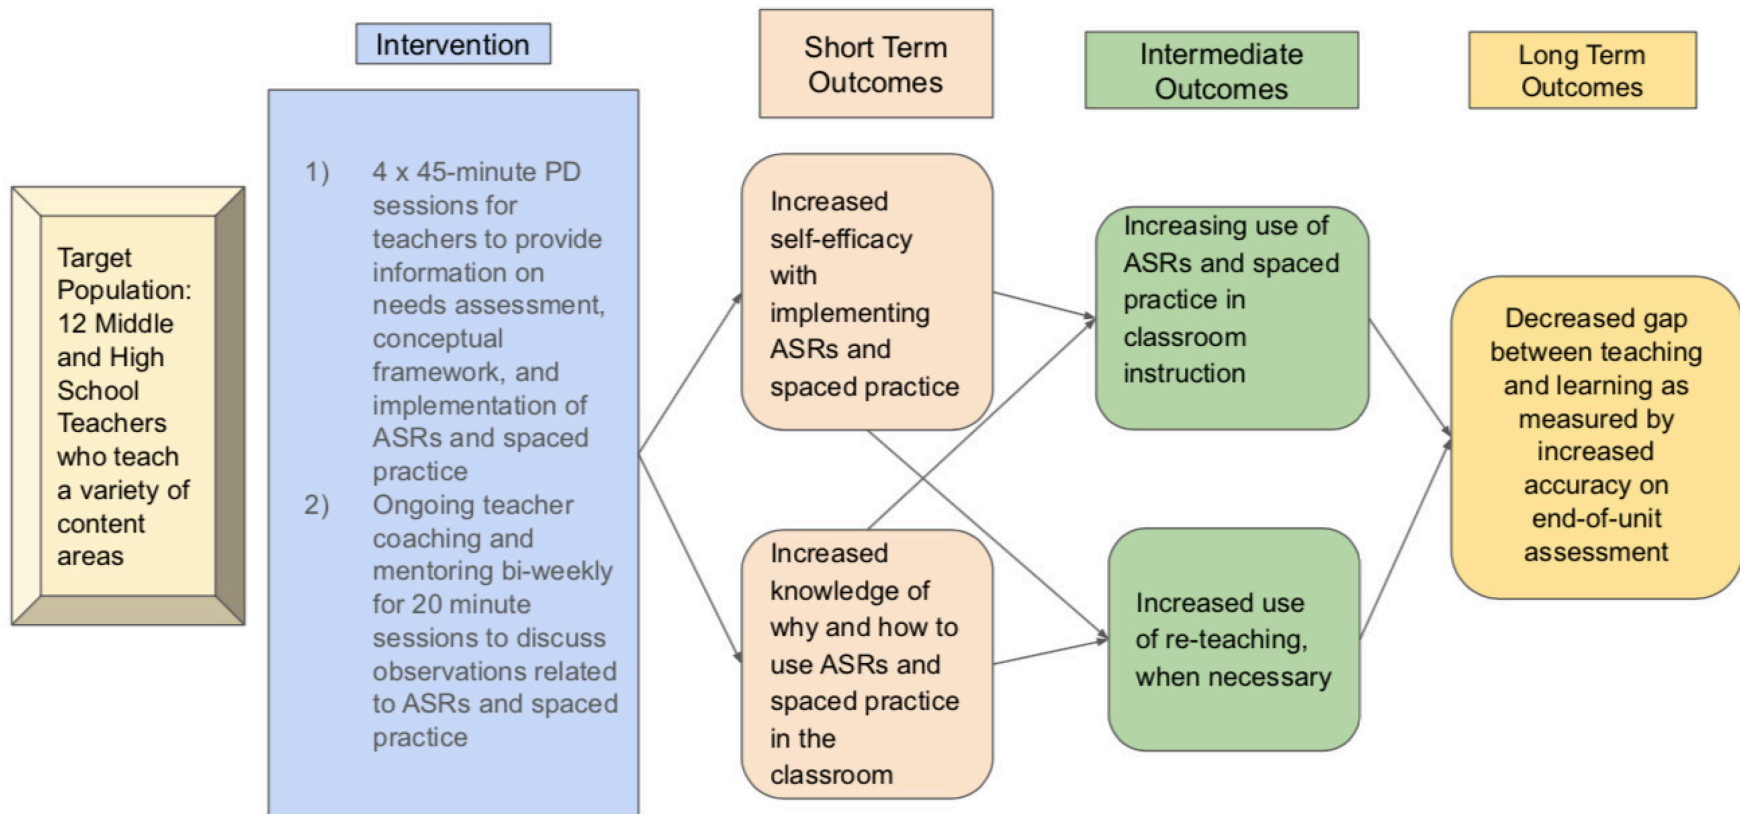 Intervention
Short Term
Outcomes
Intermediate
Outcomes
Long Term
Outcomes
Target
Population:
12 Middle
and High
School
Teachers
who teach
a variety of
content
areas
1) 4 x 45-minute PD
sessions for
teachers to provide
information on
needs assessment,
conceptual
framework, and
implementation of
ASRs and spaced
practice
2) Ongoing teacher
coaching and
mentoring bi-weekly
for 20 minute
sessions to discuss
observations related
to ASRs and spaced
practice
Increased
self-efficacy
with
implementing
ASRs and
spaced practice
Increased
knowledge of
why and how to
use ASRs and
spaced practice
in the
classroom
Increasing use of
ASRs and spaced
practice in
classroom
instruction
Increased use
of re-teaching,
when necessary
Decreased gap
between teaching
and learning as
measured by
increased
accuracy on
end-of-unit
assessment